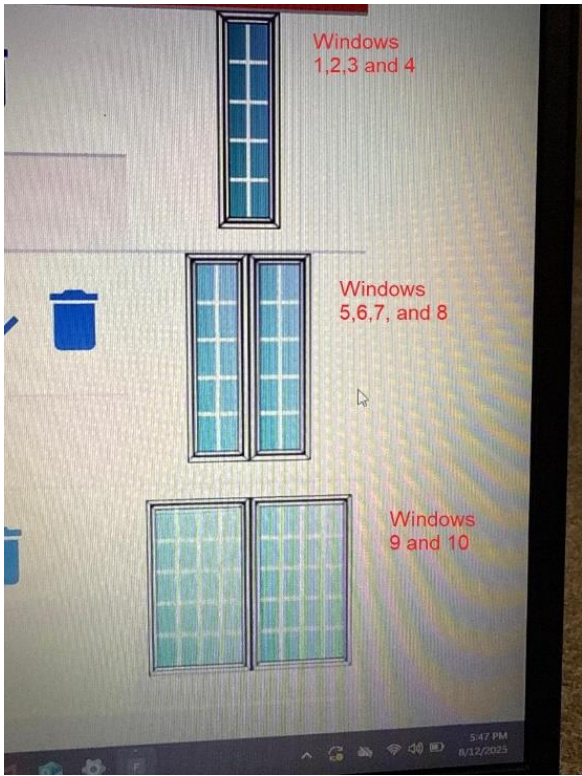 Windows
1,2,3 and 4
Windows
5,6,7, and 8
Windows
9 and 10
5:47 PM
8/12/2025
F